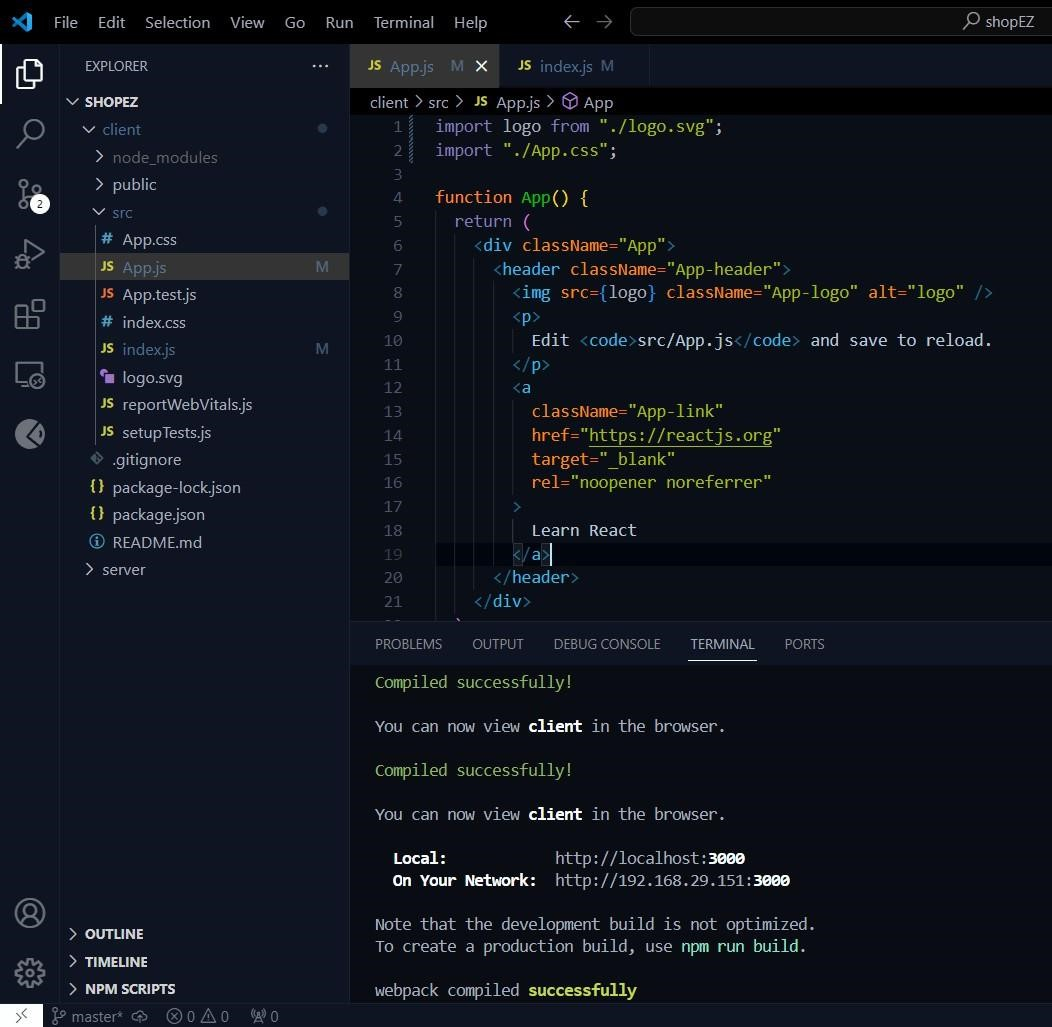 File Edit Selection View Go Run Terminal Help
shopEZ
EXPLORER
SHOPEZ
client
node_modules
public
src
# App.css
JS App.js M
JS App.test.js
# index.css
JS index.js M
logo.svg
JS reportWebVitals.js
JS setupTests.js
.gitignore
{} package-lock.json
{} package.json
README.md
server
2
OUTLINE
TIMELINE
NPM SCRIPTS
JS App.js M JS index.js M
client > src > JS App.js > App
1 import logo from "./logo.svg";
2 import "./App.css";
3
4 function App() {
5 return (
6 <div className="App">
7 <header className="App-header">
8 <img src={logo} className="App-logo" alt="logo" />
9 <p>
10 Edit <code>src/App.js</code> and save to reload.
11 </p>
12 <a
13 className="App-link"
14 href="https://reactjs.org"
15 target="_blank"
16 rel="noopener noreferrer"
17 >
18 Learn React
19 </a>
20 </header>
21 </div>
PROBLEMS OUTPUT DEBUG CONSOLE TERMINAL PORTS
Compiled successfully!
You can now view client in the browser.
Compiled successfully!
You can now view client in the browser.
Local: http://localhost:3000
On Your Network: http://192.168.29.151:3000
Note that the development build is not optimized.
To create a production build, use npm run build.
webpack compiled successfully
master* 0 0 0